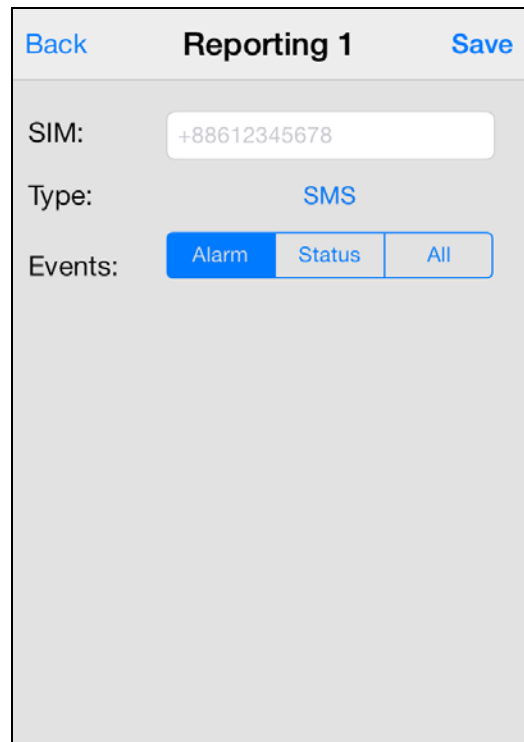 Back Reporting 1 Save
SIM: +88612345678
Type: SMS
Events: Alarm Status All